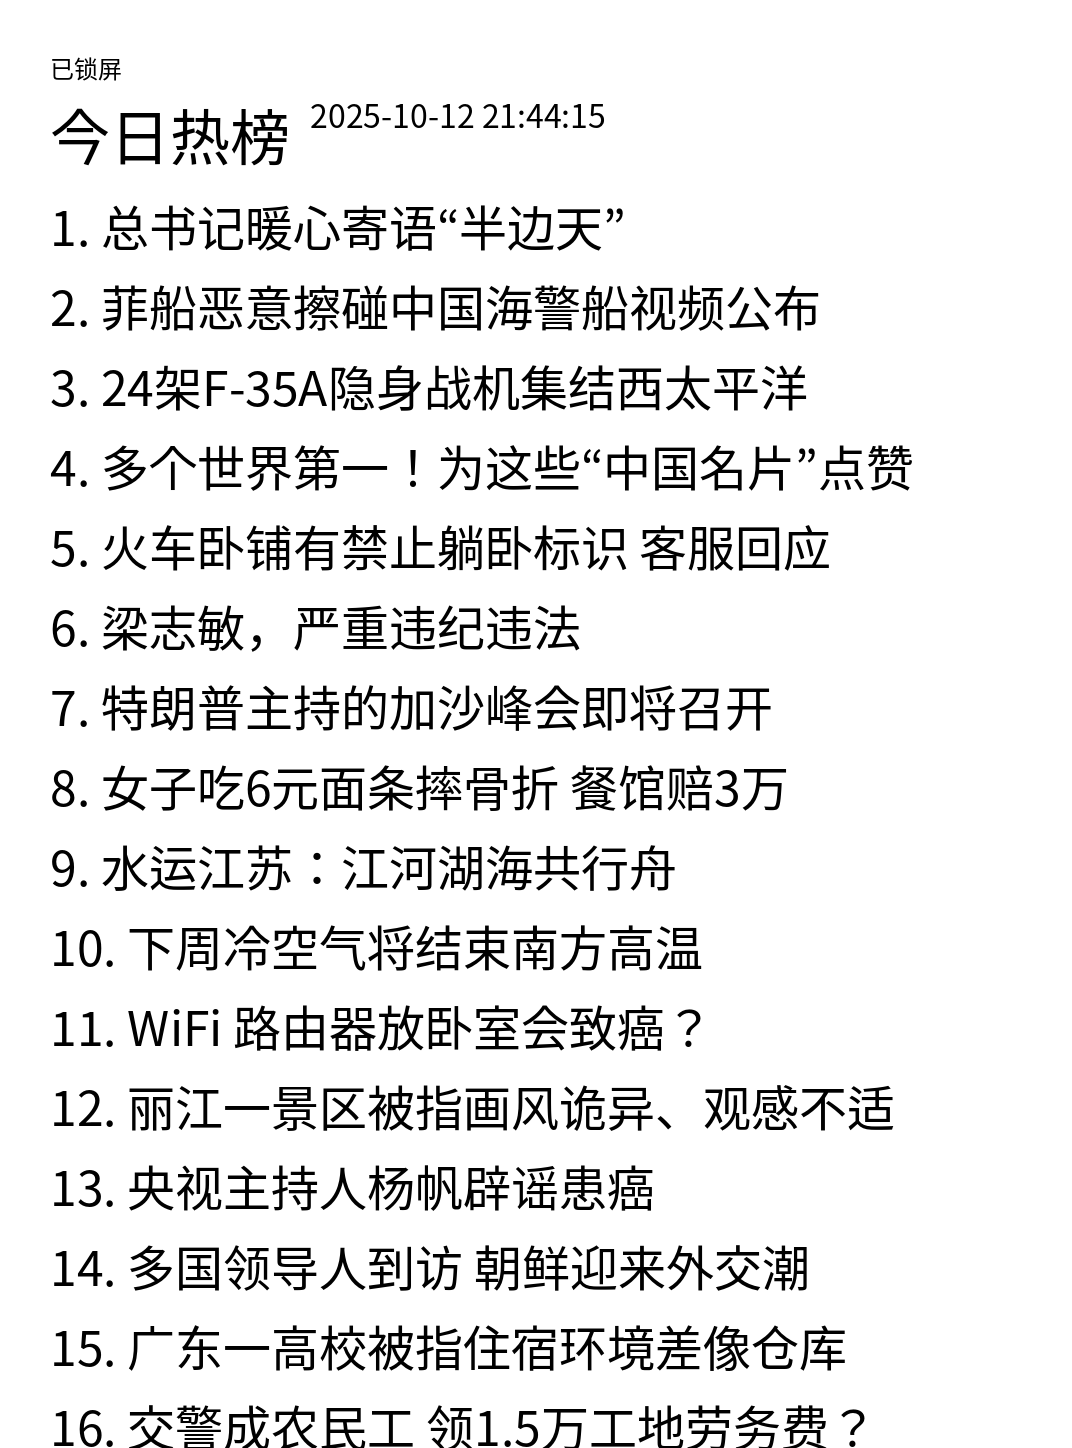 已锁屏
今日热榜 2025-10-12 21:44:15
1. 总书记暖心寄语“半边天”
2. 菲船恶意擦碰中国海警船视频公布
3. 24架F-35A隐身战机集结西太平洋
4. 多个世界第一！为这些“中国名片”点赞
5. 火车卧铺有禁止躺卧标识 客服回应
6. 梁志敏，严重违纪违法
7. 特朗普主持的加沙峰会即将召开
8. 女子吃6元面条摔骨折 餐馆赔3万
9. 水运江苏：江河湖海共行舟
10. 下周冷空气将结束南方高温
11. WiFi 路由器放卧室会致癌？
12. 丽江一景区被指画风诡异、观感不适
13. 央视主持人杨帆辟谣患癌
14. 多国领导人到访 朝鲜迎来外交潮
15. 广东一高校被指住宿环境差像仓库
16. 交警成农民工 领1.5万工地劳务费？